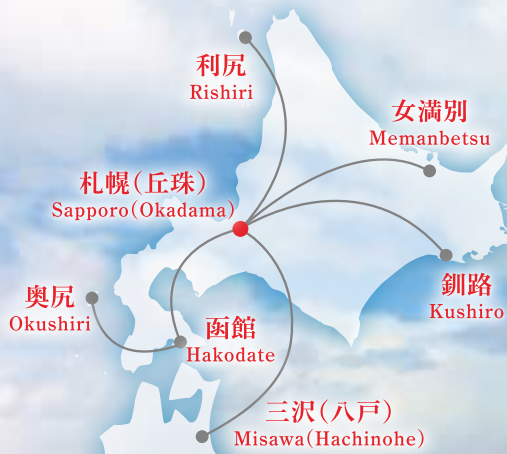 利尻
Rishiri
女満別
Memanbetsu
札幌（丘珠）
Sapporo(Okadama)
奥尻
Okushiri
函館
Hakodate
釧路
Kushiro
三沢（八戸）
Misawa(Hachinohe)